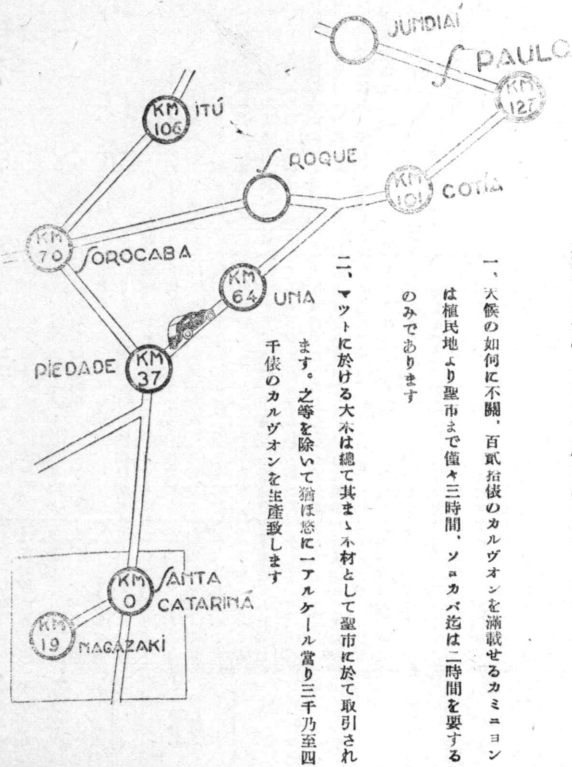 JUNDIAÍ
S PAULO
KM 127
KM 106
ITÚ
S ROQUE
KM 101
COTÍA
KM 70
SOROCABA
KM 64
UNA
PIEDADE
KM 37
KM 0
SANTA
CATARINA
KM 19
NAGAZAKÍ
一、天候の如何に不關、百貳拾俵のカルヴオンを滿載せるカミニヨン
は植民地より聖市まで僅々三時間、ソロカバ迄は二時間を要する
のみであります
二、マツトに於ける大木は總て其まゝ木材として聖市に於て取引され
ます。之等を除いて猶ほ悠に一アルケール當り三千乃至四
千俵のカルヴオンを生產致します